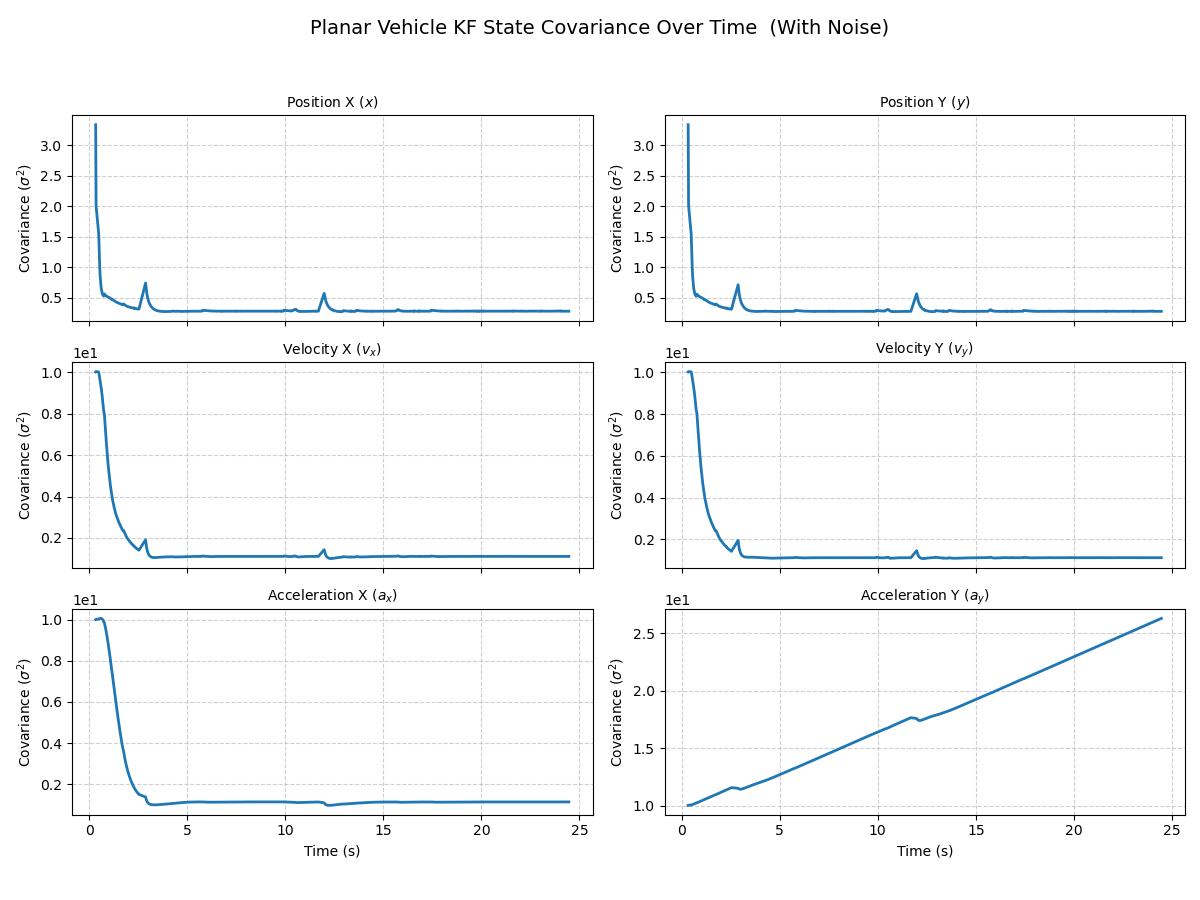 Planar Vehicle KF State Covariance Over Time  (With Noise)
Position X (x)
Covariance (σ²)
3.0
2.5
2.0
1.5
1.0
0.5
Position Y (y)
Covariance (σ²)
3.0
2.5
2.0
1.5
1.0
0.5
Velocity X (vₓ)
1e1
Covariance (σ²)
1.0
0.8
0.6
0.4
0.2
Velocity Y (v_y)
1e1
Covariance (σ²)
1.0
0.8
0.6
0.4
0.2
Acceleration X (aₓ)
1e1
Covariance (σ²)
1.0
0.8
0.6
0.4
0.2
0 5 10 15 20 25
Time (s)
Acceleration Y (a_y)
1e1
Covariance (σ²)
2.5
2.0
1.5
1.0
0 5 10 15 20 25
Time (s)